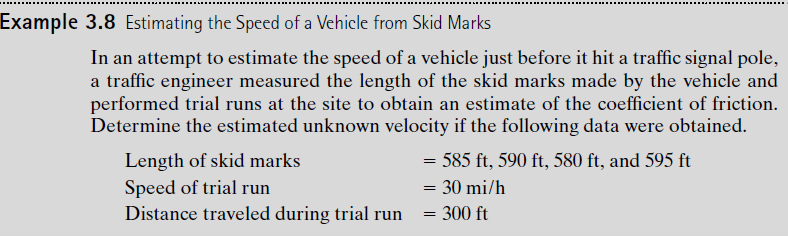 Example 3.8 Estimating the Speed of a Vehicle from Skid Marks
In an attempt to estimate the speed of a vehicle just before it hit a traffic signal pole,
a traffic engineer measured the length of the skid marks made by the vehicle and
performed trial runs at the site to obtain an estimate of the coefficient of friction.
Determine the estimated unknown velocity if the following data were obtained.
Length of skid marks = 585 ft, 590 ft, 580 ft, and 595 ft
Speed of trial run = 30 mi/h
Distance traveled during trial run = 300 ft